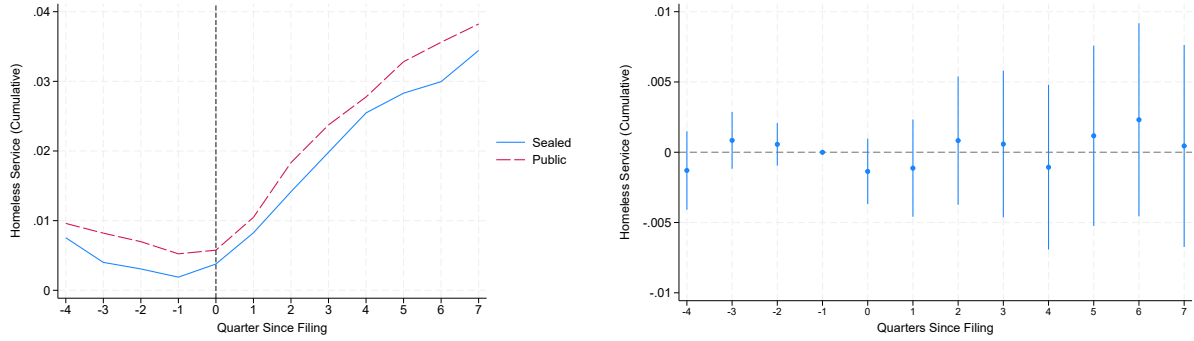 Homeless Service (Cumulative)
.04
.03
.02
.01
0
-4 -3 -2 -1 0 1 2 3 4 5 6 7
Quarter Since Filing
Sealed
Public
Homeless Service (Cumulative)
.01
.005
0
-.005
-.01
-4 -3 -2 -1 0 1 2 3 4 5 6 7
Quarters Since Filing